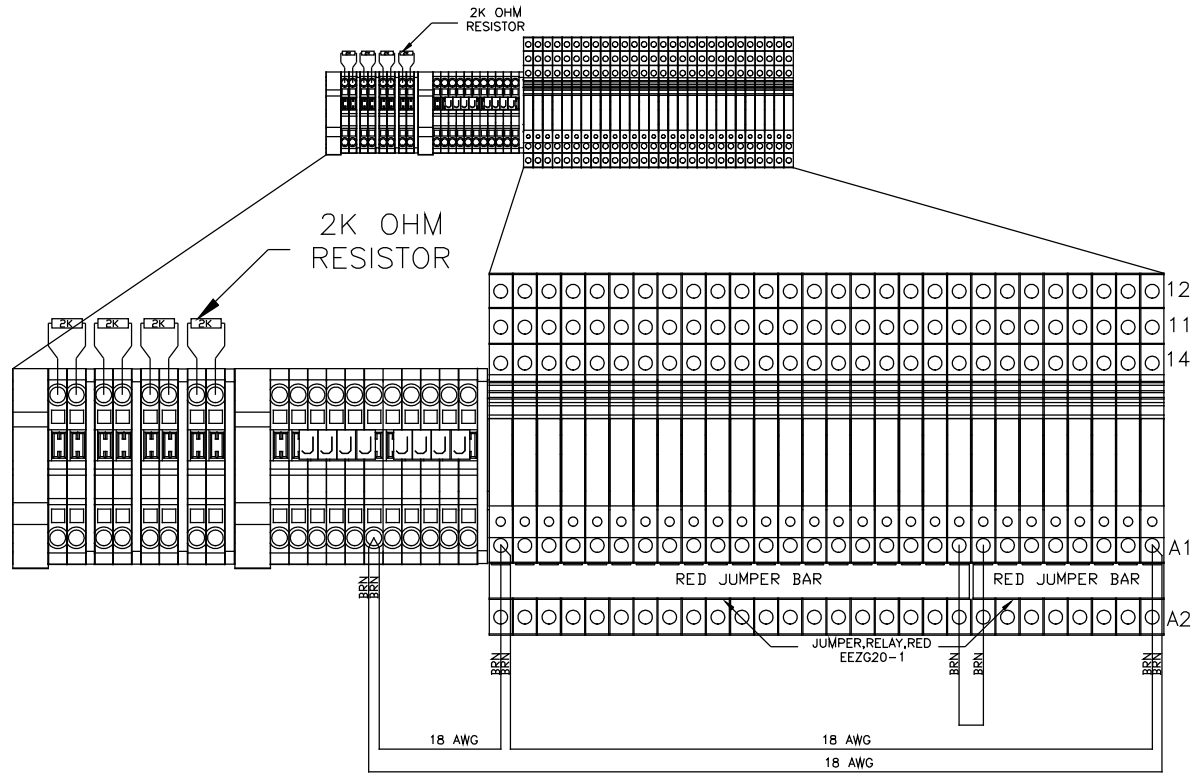 2K OHM
RESISTOR
2K OHM
RESISTOR
2K 2K 2K 2K
12
11
14
J J J J J J J J
A1
RED JUMPER BAR RED JUMPER BAR
A2
JUMPER,RELAY,RED
EEZG20-1
BRN BRN BRN BRN BRN BRN BRN BRN
18 AWG 18 AWG
18 AWG